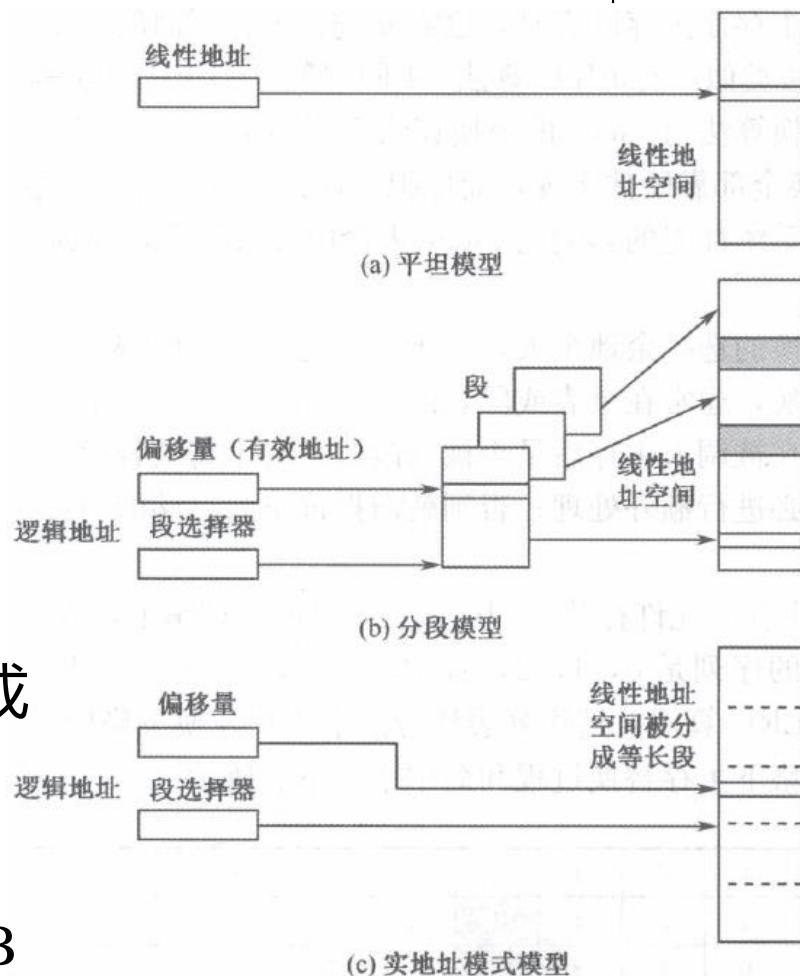 线性地址
线性地
址空间
(a) 平坦模型
段
偏移量（有效地址）
线性地
址空间
逻辑地址
段选择器
(b) 分段模型
偏移量
线性地址
空间被分
成等长段
逻辑地址
段选择器
(c) 实地址模式模型